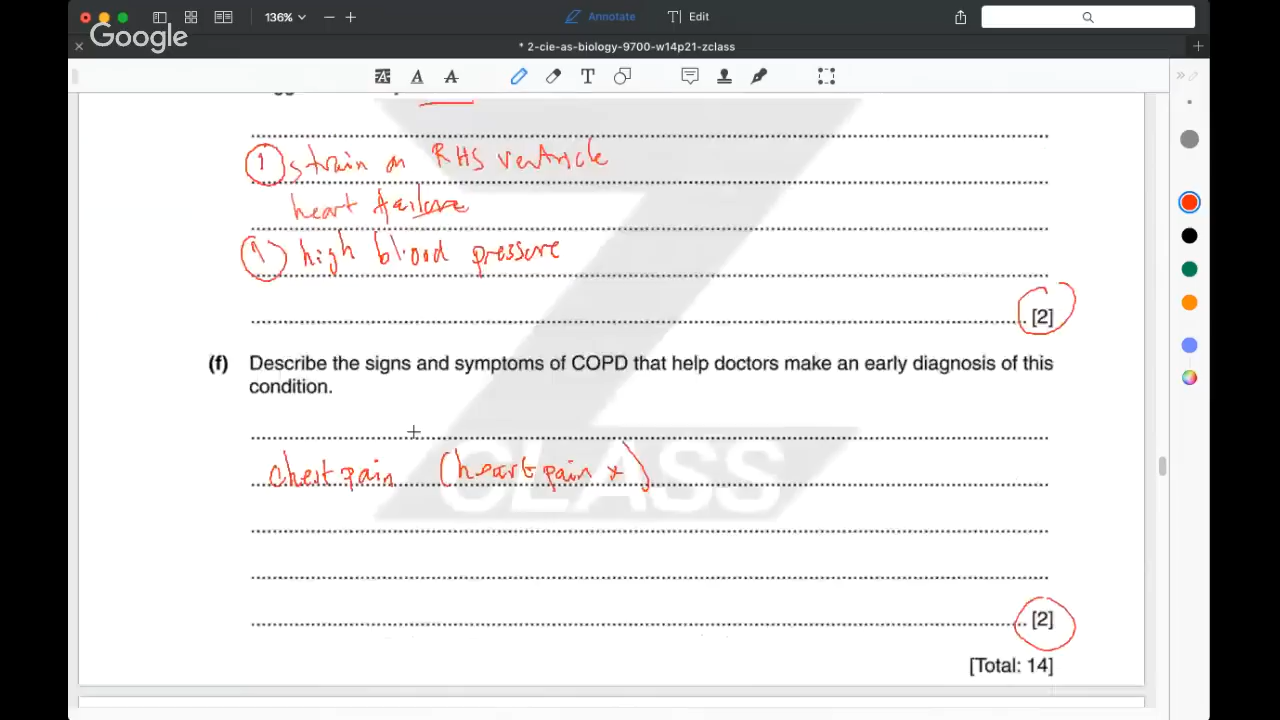 136%
Annotate
Edit
Google
* 2-cie-as-biology-9700-w14p21-zclass
1 strain on RHS ventricle
heart failure
1 high blood pressure
[2]
(f) Describe the signs and symptoms of COPD that help doctors make an early diagnosis of this
condition.
chest pain (heart pain x)
CLASS
[2]
[Total: 14]